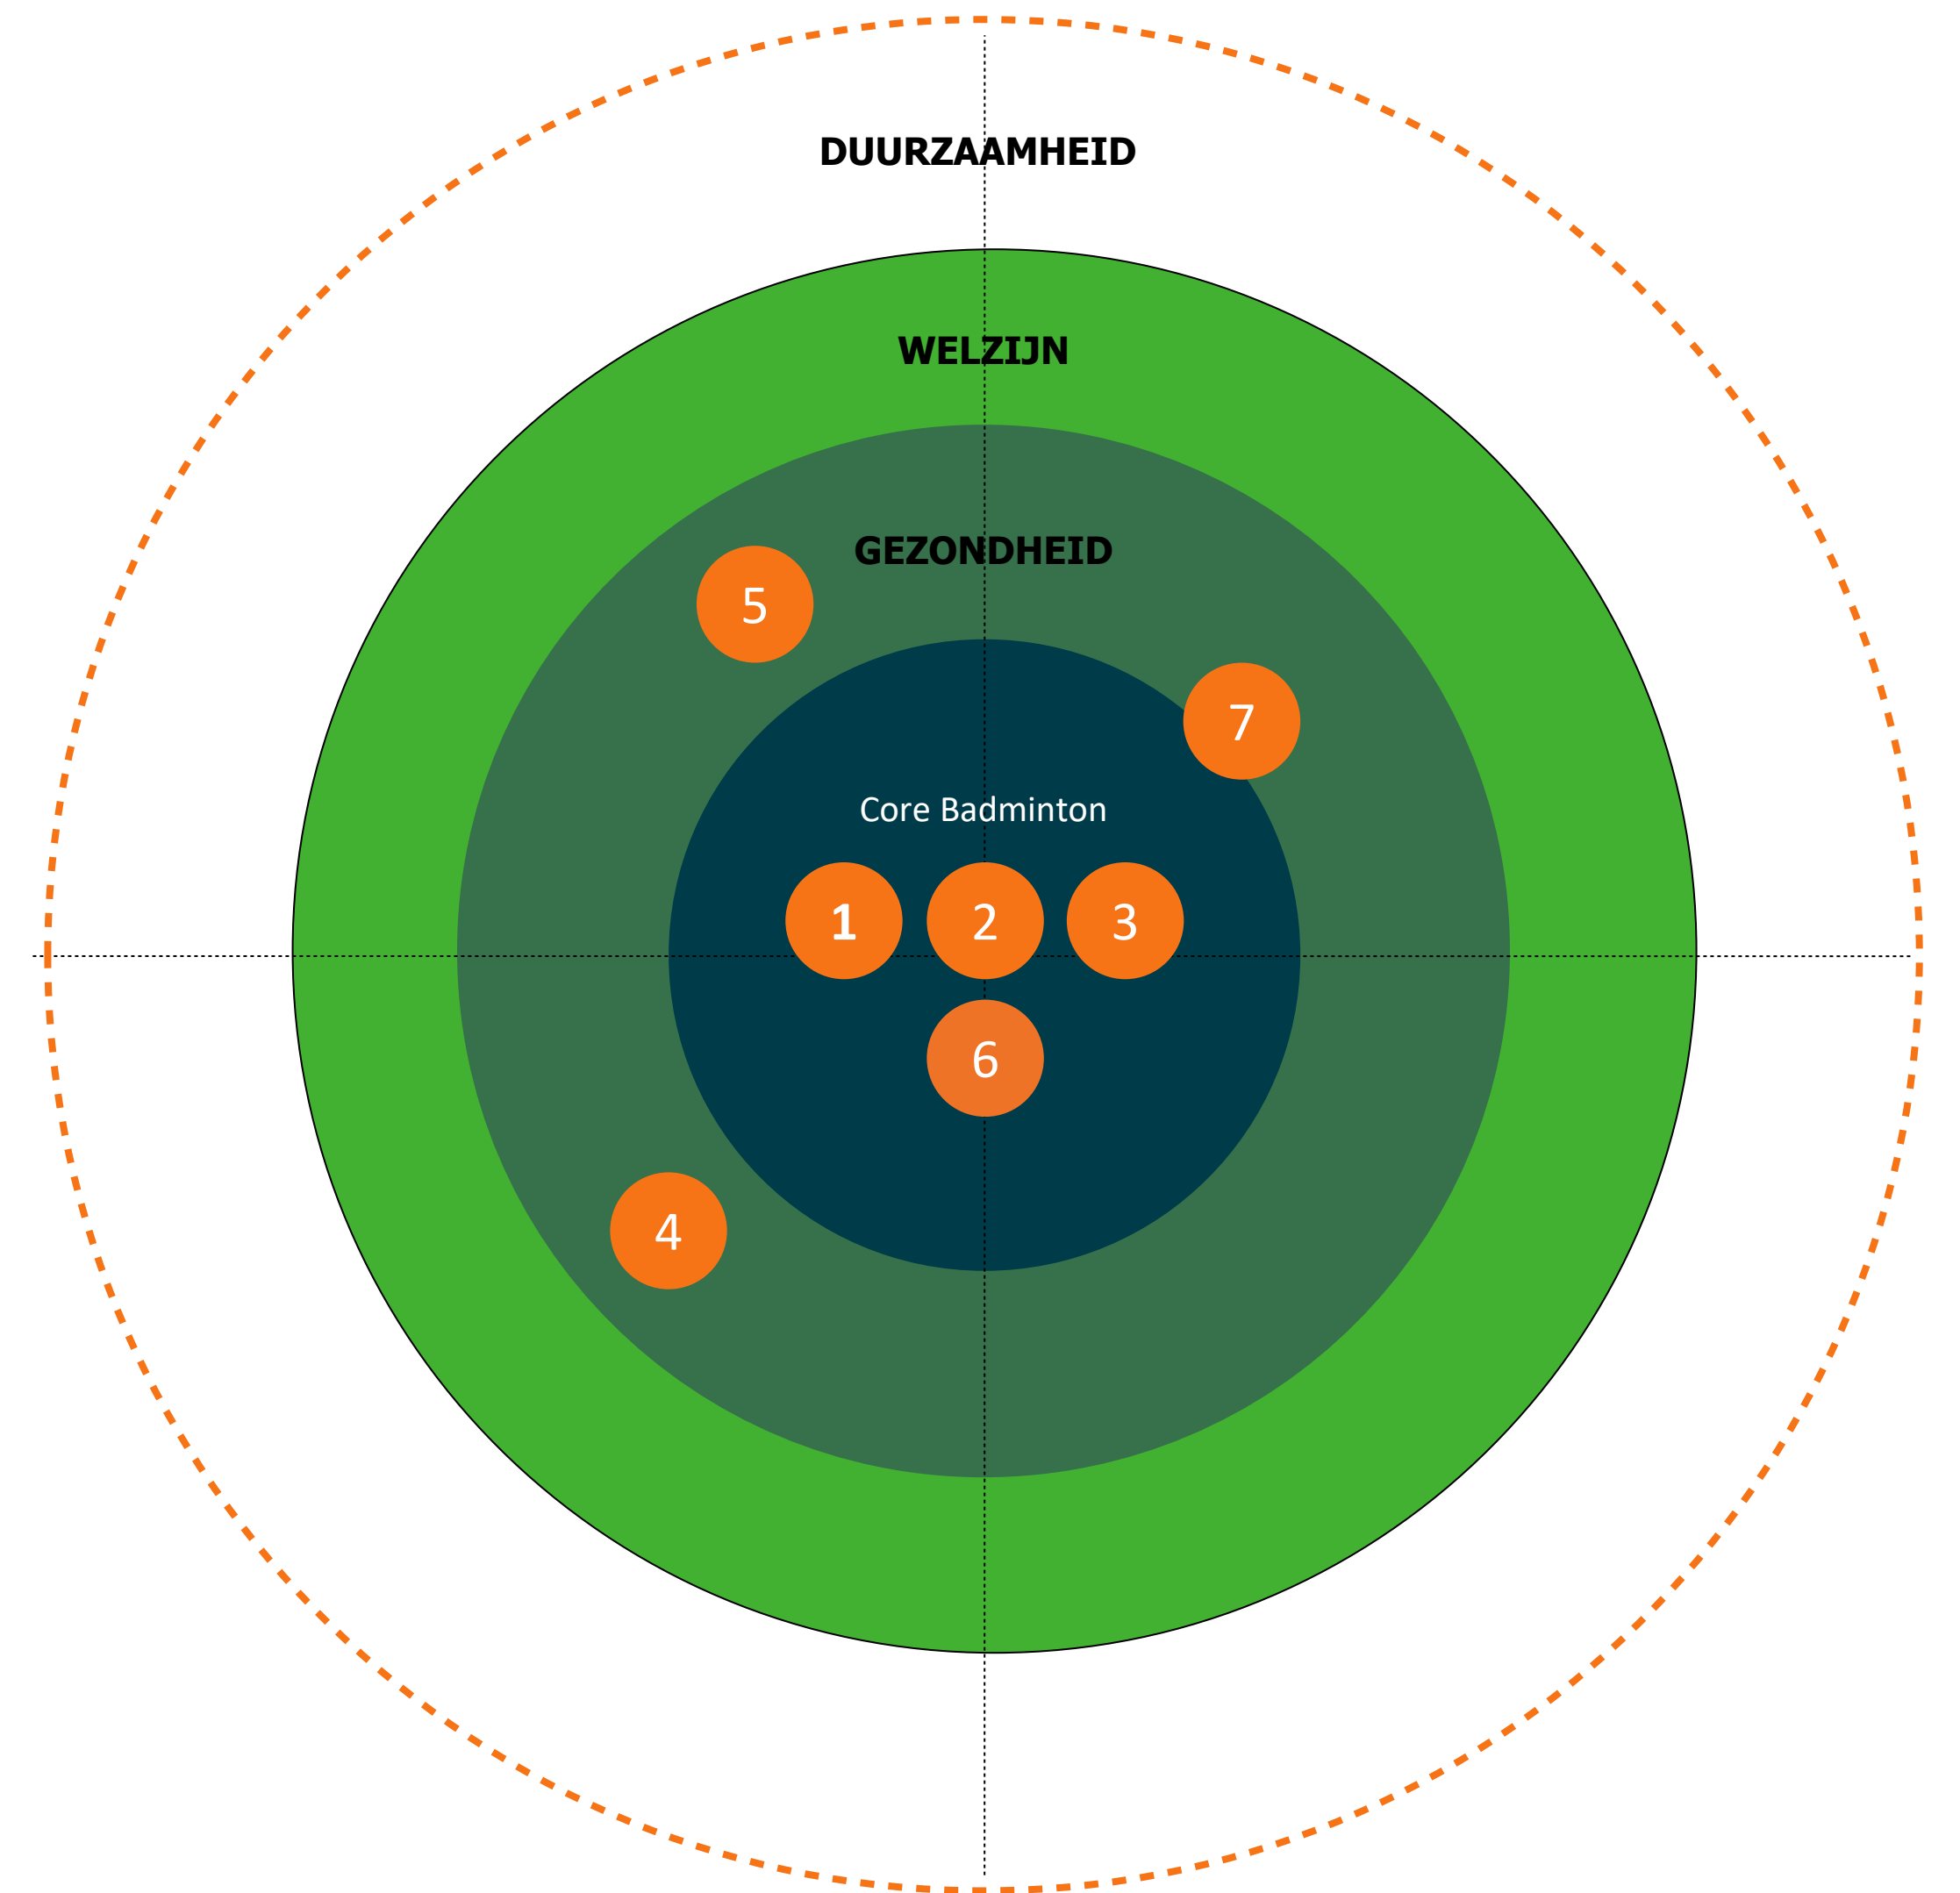 DUURZAAMHEID
WELZIJN
GEZONDHEID
5
7
Core Badminton
1 2 3
6
4